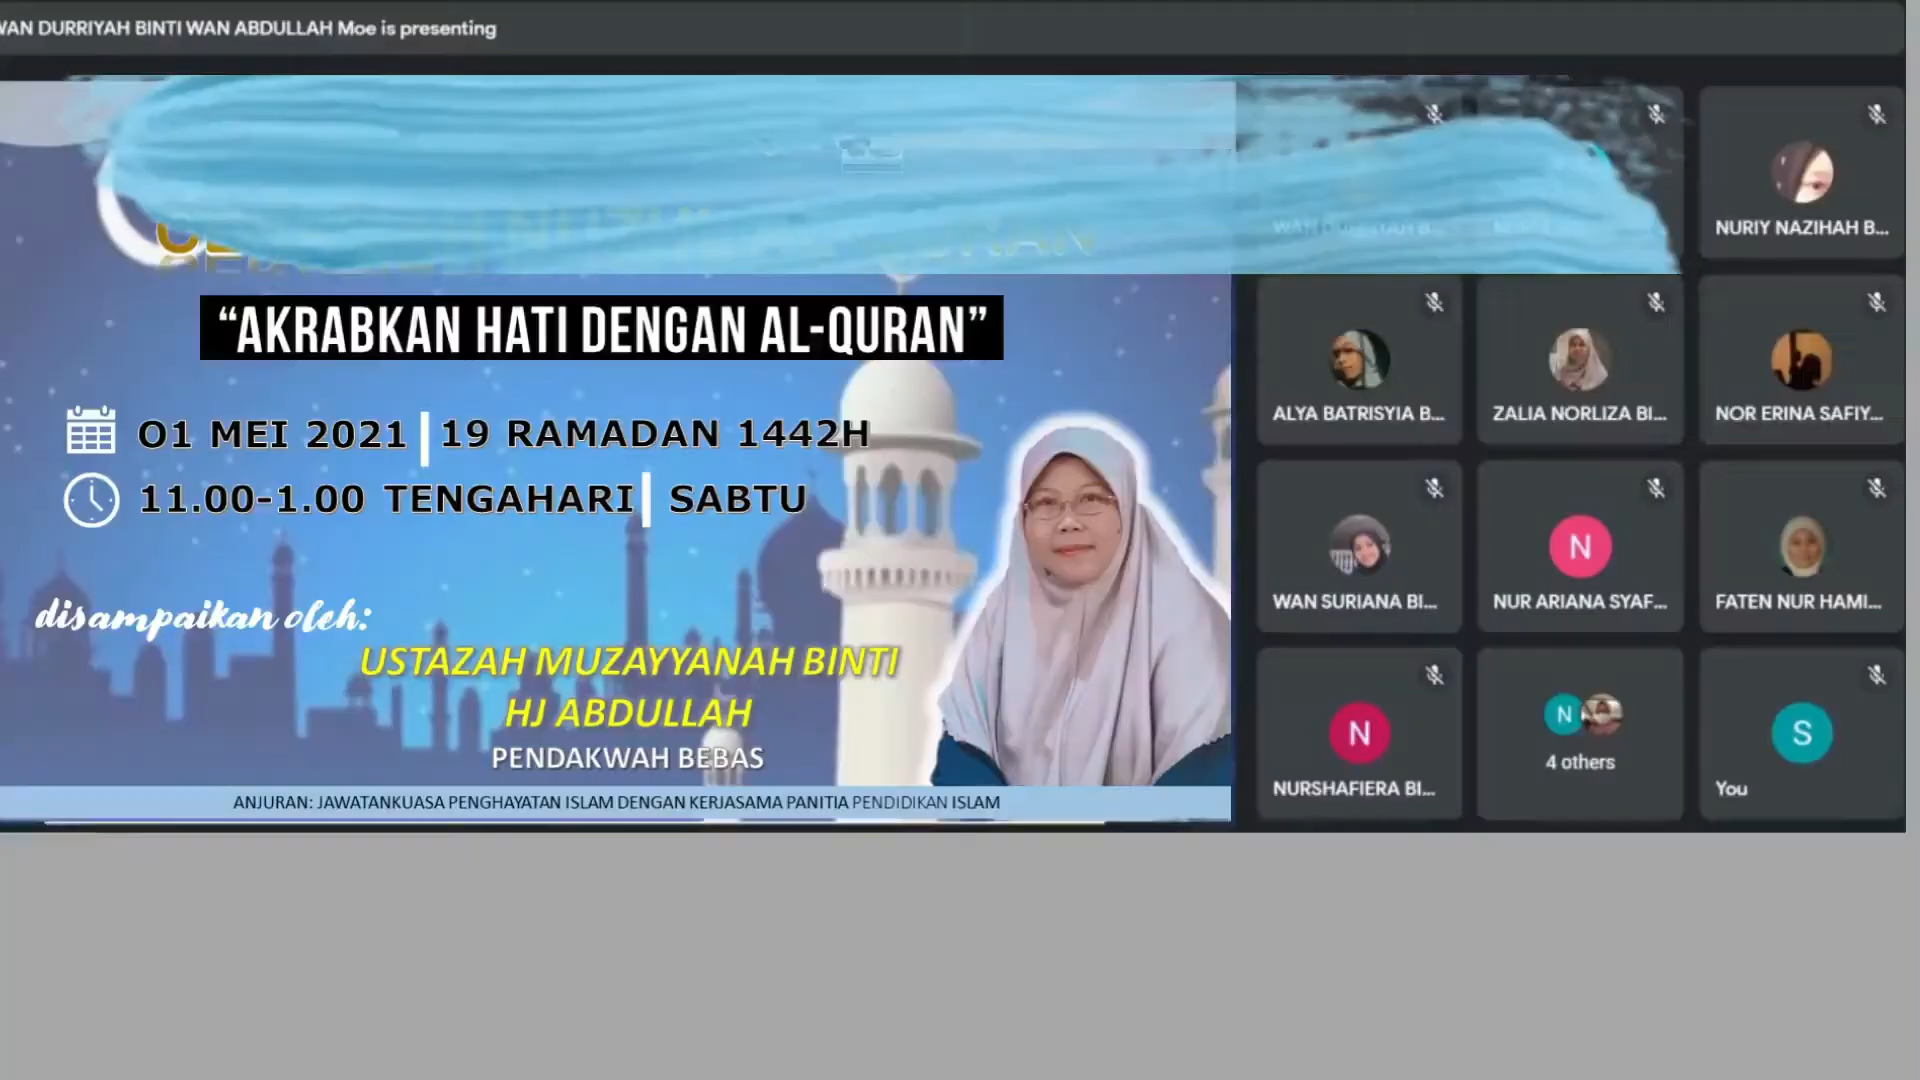 WAN DURRIYAH BINTI WAN ABDULLAH Moe is presenting
“AKRABKAN HATI DENGAN AL-QURAN”
01 MEI 2021 | 19 RAMADAN 1442H
11.00-1.00 TENGAHARI | SABTU
disampaikan oleh:
USTAZAH MUZAYYANAH BINTI
HJ ABDULLAH
PENDAKWAH BEBAS
ANJURAN: JAWATANKUASA PENGHAYATAN ISLAM DENGAN KERJASAMA PANITIA PENDIDIKAN ISLAM
NURIY NAZIHAH B...
ALYA BATRISYIA B...
ZALIA NORLIZA BI...
NOR ERINA SAFIY...
N
WAN SURIANA BI...
NUR ARIANA SYAF...
FATEN NUR HAMI...
N
N
S
NURSHAFIERA BI...
4 others
You